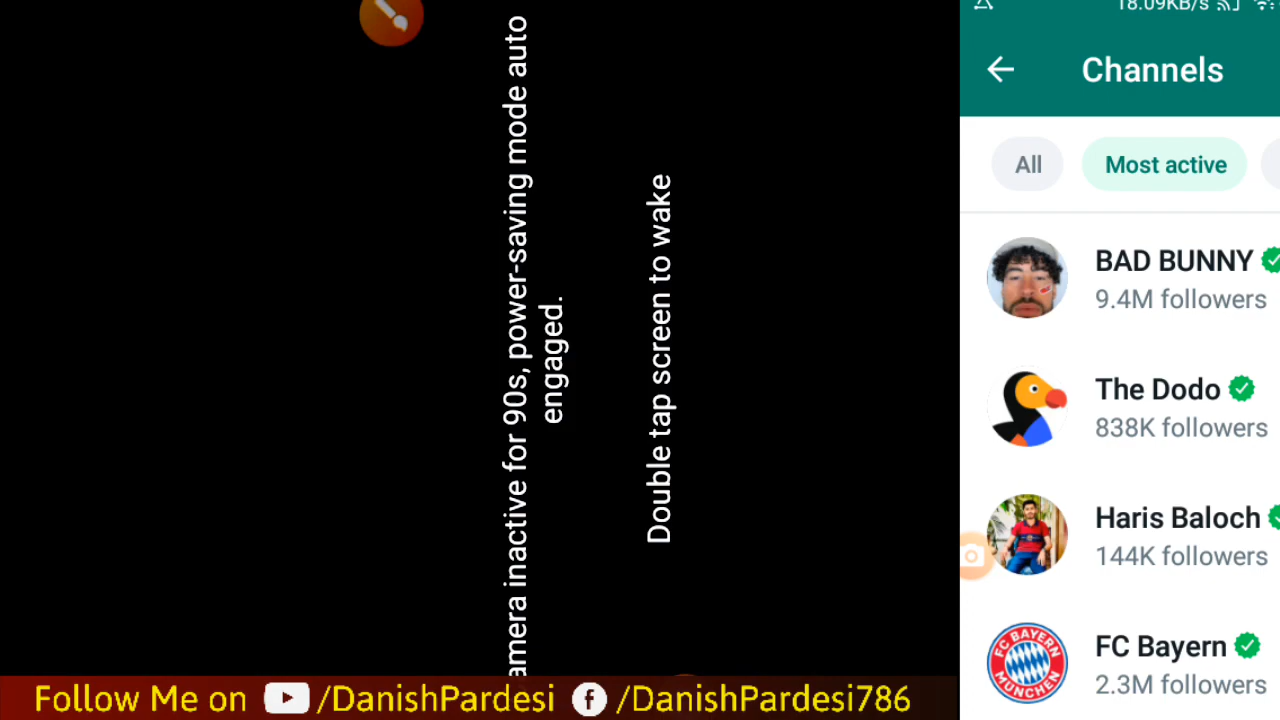 amera inactive for 90s, power-saving mode auto
engaged.
Double tap screen to wake
18.09KB/s
Channels
All
Most active
BAD BUNNY
9.4M followers
The Dodo
838K followers
Haris Baloch
144K followers
FC BAYERN MÜNCHEN
FC Bayern
2.3M followers
Follow Me on /DanishPardesi f /DanishPardesi786